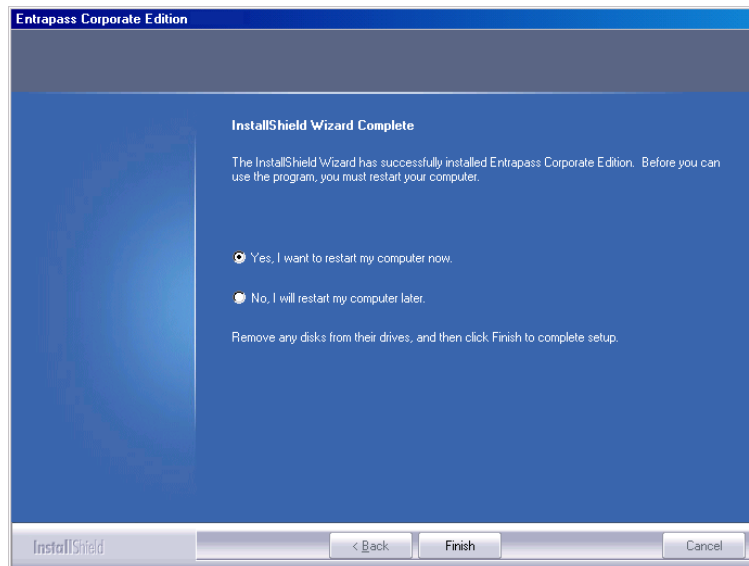 Entrapass Corporate Edition
InstallShield Wizard Complete
The InstallShield Wizard has successfully installed Entrapass Corporate Edition. Before you can
use the program, you must restart your computer.
Yes, I want to restart my computer now.
No, I will restart my computer later.
Remove any disks from their drives, and then click Finish to complete setup.
InstallShield
< Back
Finish
Cancel